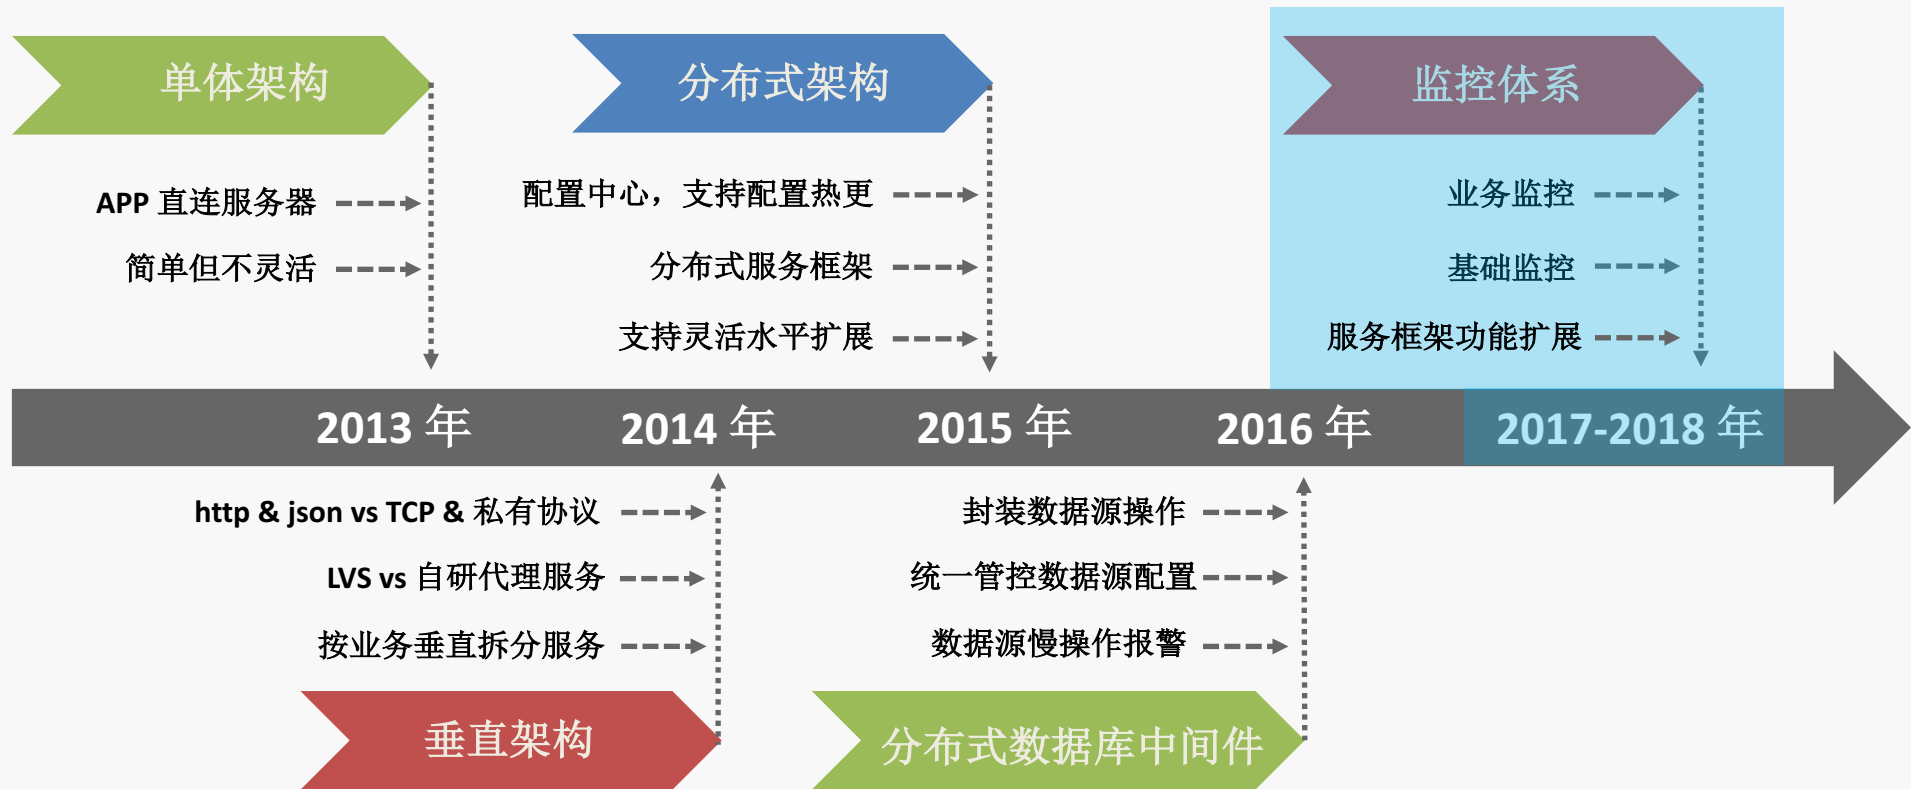 单体架构
分布式架构
监控体系
APP 直连服务器
简单但不灵活
配置中心，支持配置热更
分布式服务框架
支持灵活水平扩展
业务监控
基础监控
服务框架功能扩展
2013 年
2014 年
2015 年
2016 年
2017-2018 年
http & json vs TCP & 私有协议
LVS vs 自研代理服务
按业务垂直拆分服务
封装数据源操作
统一管控数据源配置
数据源慢操作报警
垂直架构
分布式数据库中间件